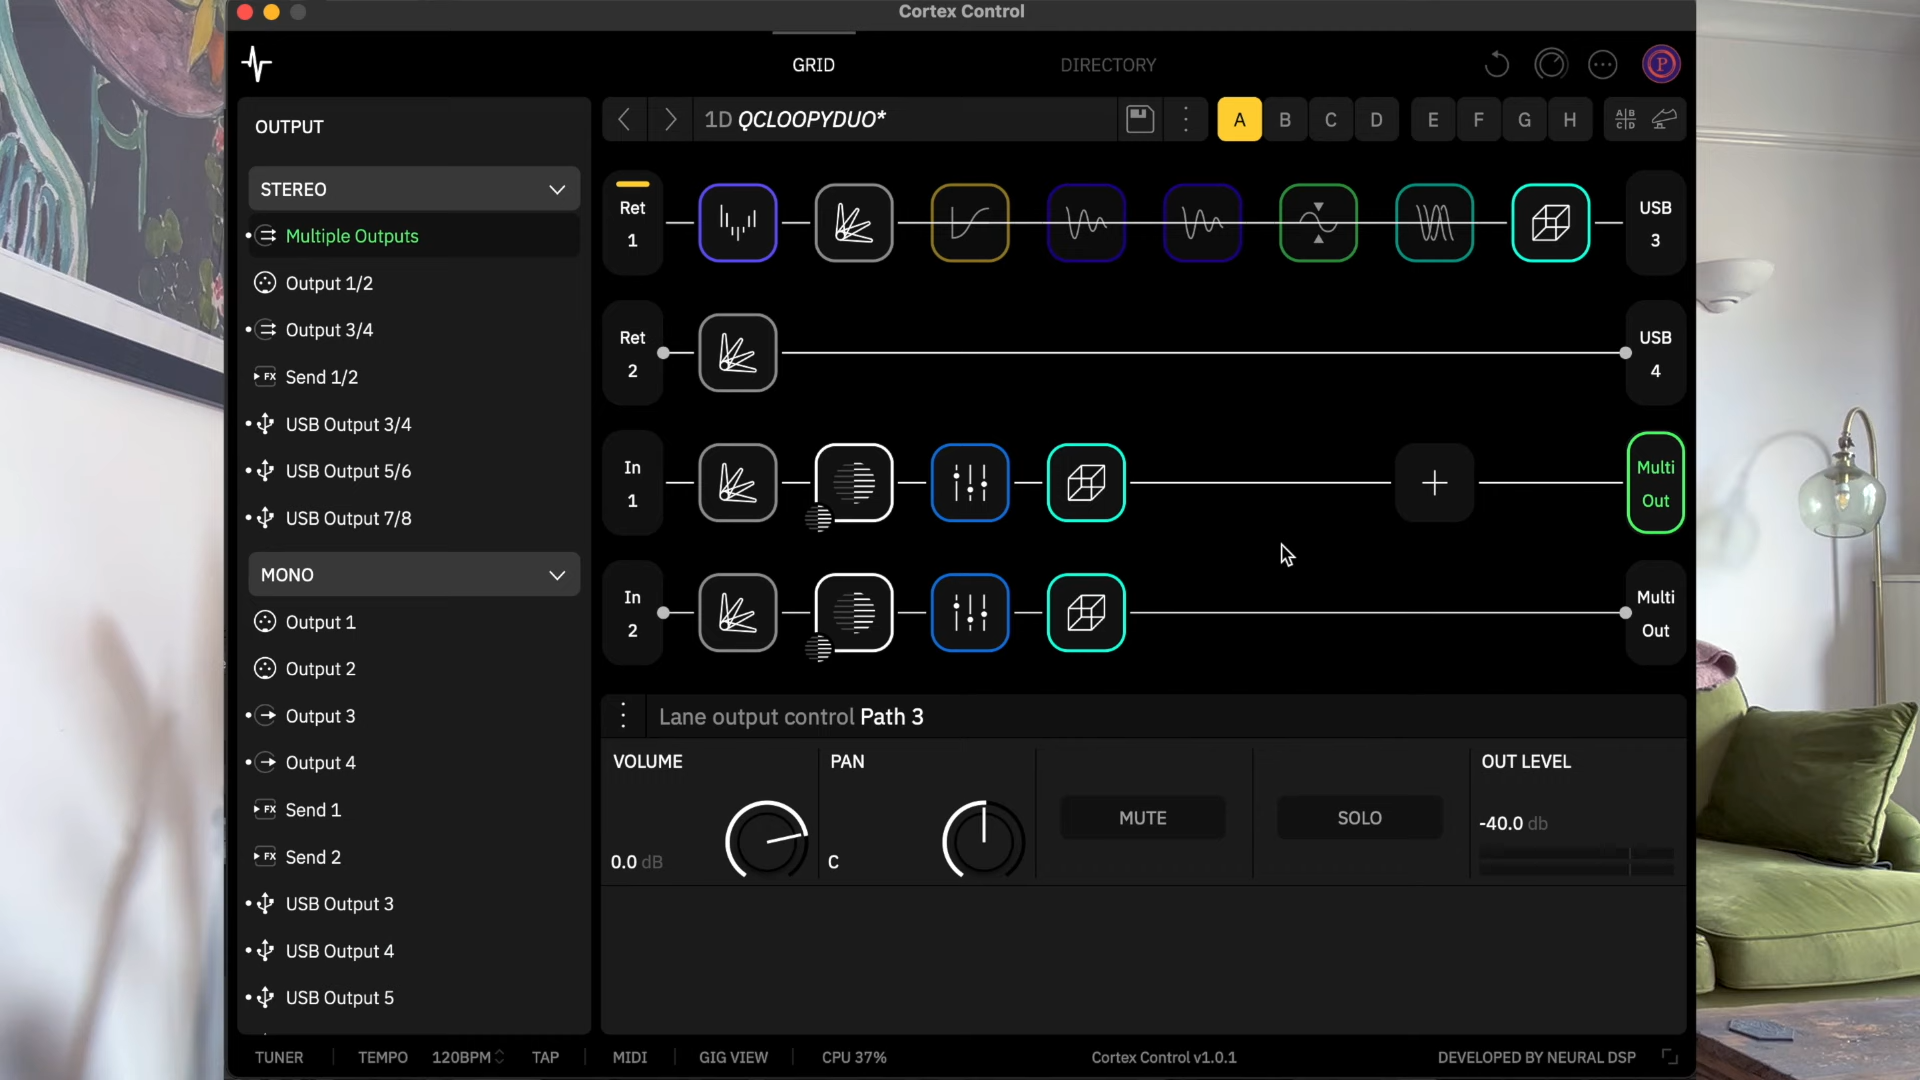 Cortex Control
GRID
DIRECTORY
P
OUTPUT
1D QCLOOPYDUO*
A
B
C
D
E
F
G
H
A B
C D
STEREO
Multiple Outputs
Output 1/2
Output 3/4
FX Send 1/2
USB Output 3/4
USB Output 5/6
USB Output 7/8
MONO
Output 1
Output 2
Output 3
Output 4
FX Send 1
FX Send 2
USB Output 3
USB Output 4
USB Output 5
Ret
1
USB
3
Ret
2
USB
4
In
1
Multi
Out
In
2
Multi
Out
Lane output control Path 3
VOLUME
0.0 dB
PAN
C
MUTE
SOLO
OUT LEVEL
-40.0 db
TUNER
TEMPO
120BPM
TAP
MIDI
GIG VIEW
CPU 37%
Cortex Control v1.0.1
DEVELOPED BY NEURAL DSP